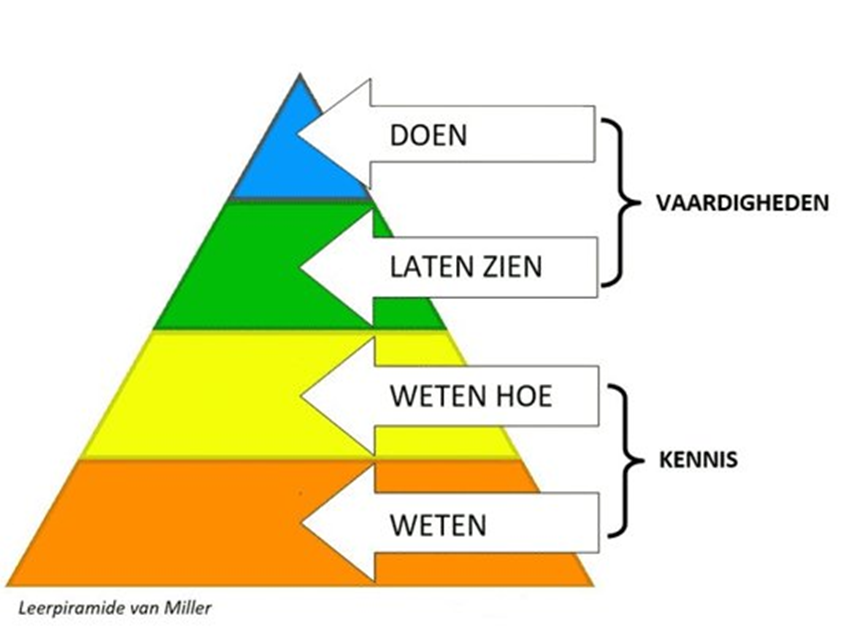 DOEN
VAARDIGHEDEN
LATEN ZIEN
WETEN HOE
KENNIS
WETEN
Leerpiramide van Miller